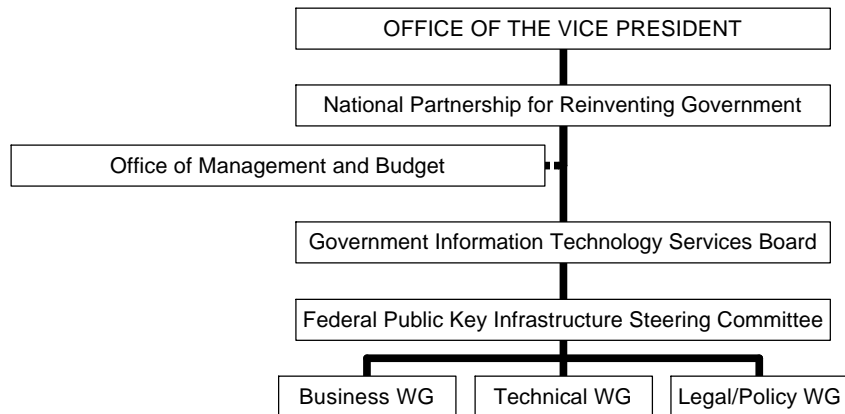 OFFICE OF THE VICE PRESIDENT
National Partnership for Reinventing Government
Office of Management and Budget
Government Information Technology Services Board
Federal Public Key Infrastructure Steering Committee
Business WG
Technical WG
Legal/Policy WG